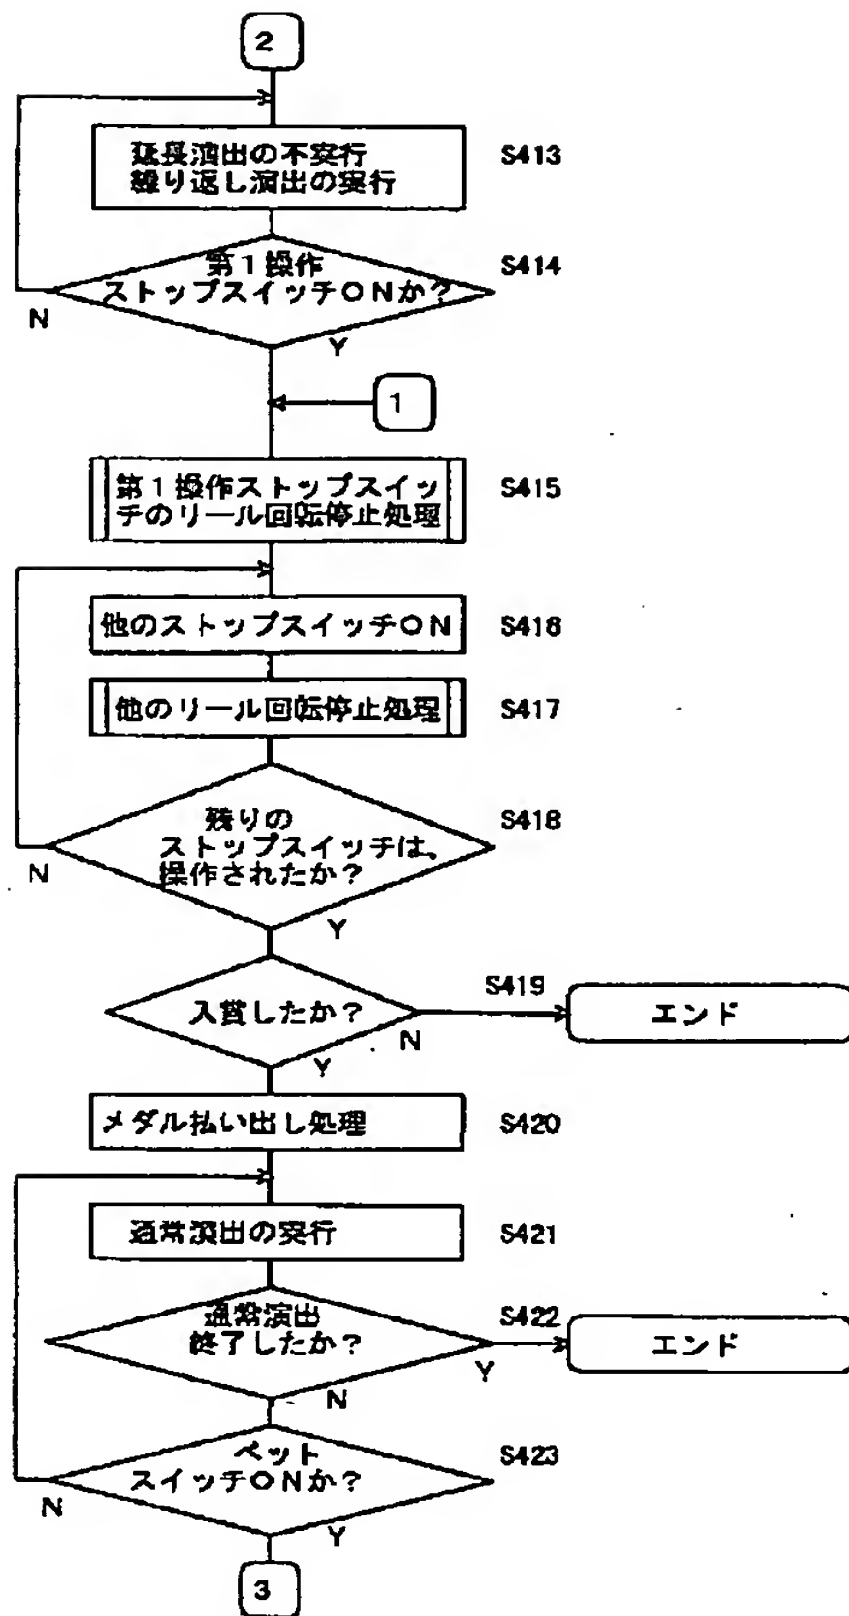 2
延長演出の不実行
繰り返し演出の実行
S413
第1操作
ストップスイッチONか?
S414
N
Y
1
第1操作ストップスイッ
チのリール回転停止処理
S415
他のストップスイッチON
S416
他のリール回転停止処理
S417
残りの
ストップスイッチは、
操作されたか?
S418
N
Y
入賞したか?
S419
N
エンド
Y
メダル払い出し処理
S420
通常演出の実行
S421
通常演出
終了したか?
S422
Y
エンド
N
ベット
スイッチONか?
S423
N
Y
3